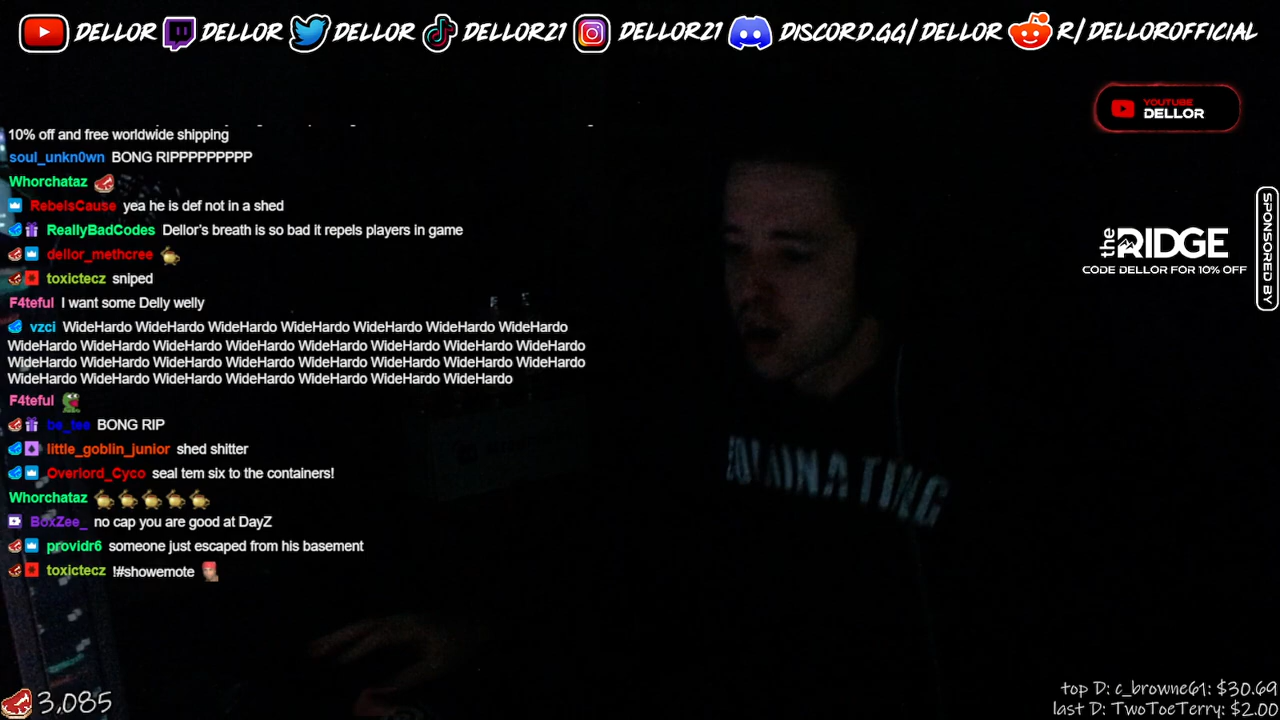 DELLOR DELLOR DELLOR DELLOR21 DELLOR21 DISCORD.GG/DELLOR R/DELLOROFFICIAL
YOUTUBE
DELLOR
10% off and free worldwide shipping
soul_unkn0wn BONG RIPPPPPPPPP
Whorchataz
RebelsCause yea he is def not in a shed
ReallyBadCodes Dellor's breath is so bad it repels players in game
dellor_methcree
toxictecz sniped
F4teful I want some Delly welly
vzci WideHardo WideHardo WideHardo WideHardo WideHardo WideHardo WideHardo
WideHardo WideHardo WideHardo WideHardo WideHardo WideHardo WideHardo WideHardo
WideHardo WideHardo WideHardo WideHardo WideHardo WideHardo WideHardo WideHardo
WideHardo WideHardo WideHardo WideHardo WideHardo WideHardo WideHardo
F4teful
be_tee BONG RIP
little_goblin_junior shed shitter
Overlord_Cyco seal tem six to the containers!
Whorchataz
BoxZee_ no cap you are good at DayZ
providr6 someone just escaped from his basement
toxictecz !#showemote
the RIDGE
CODE DELLOR FOR 10% OFF
SPONSORED BY
3,085
top D: c_browne61: $30.69
last D: TwoToeTerry: $2.00